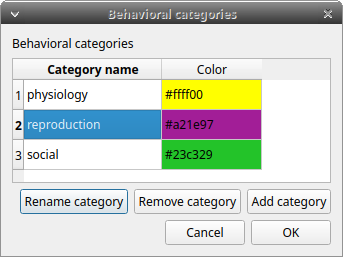 Behavioral categories
Behavioral categories
Category name Color
1 physiology #ffff00
2 reproduction #a21e97
3 social #23c329
Rename category Remove category Add category
Cancel OK